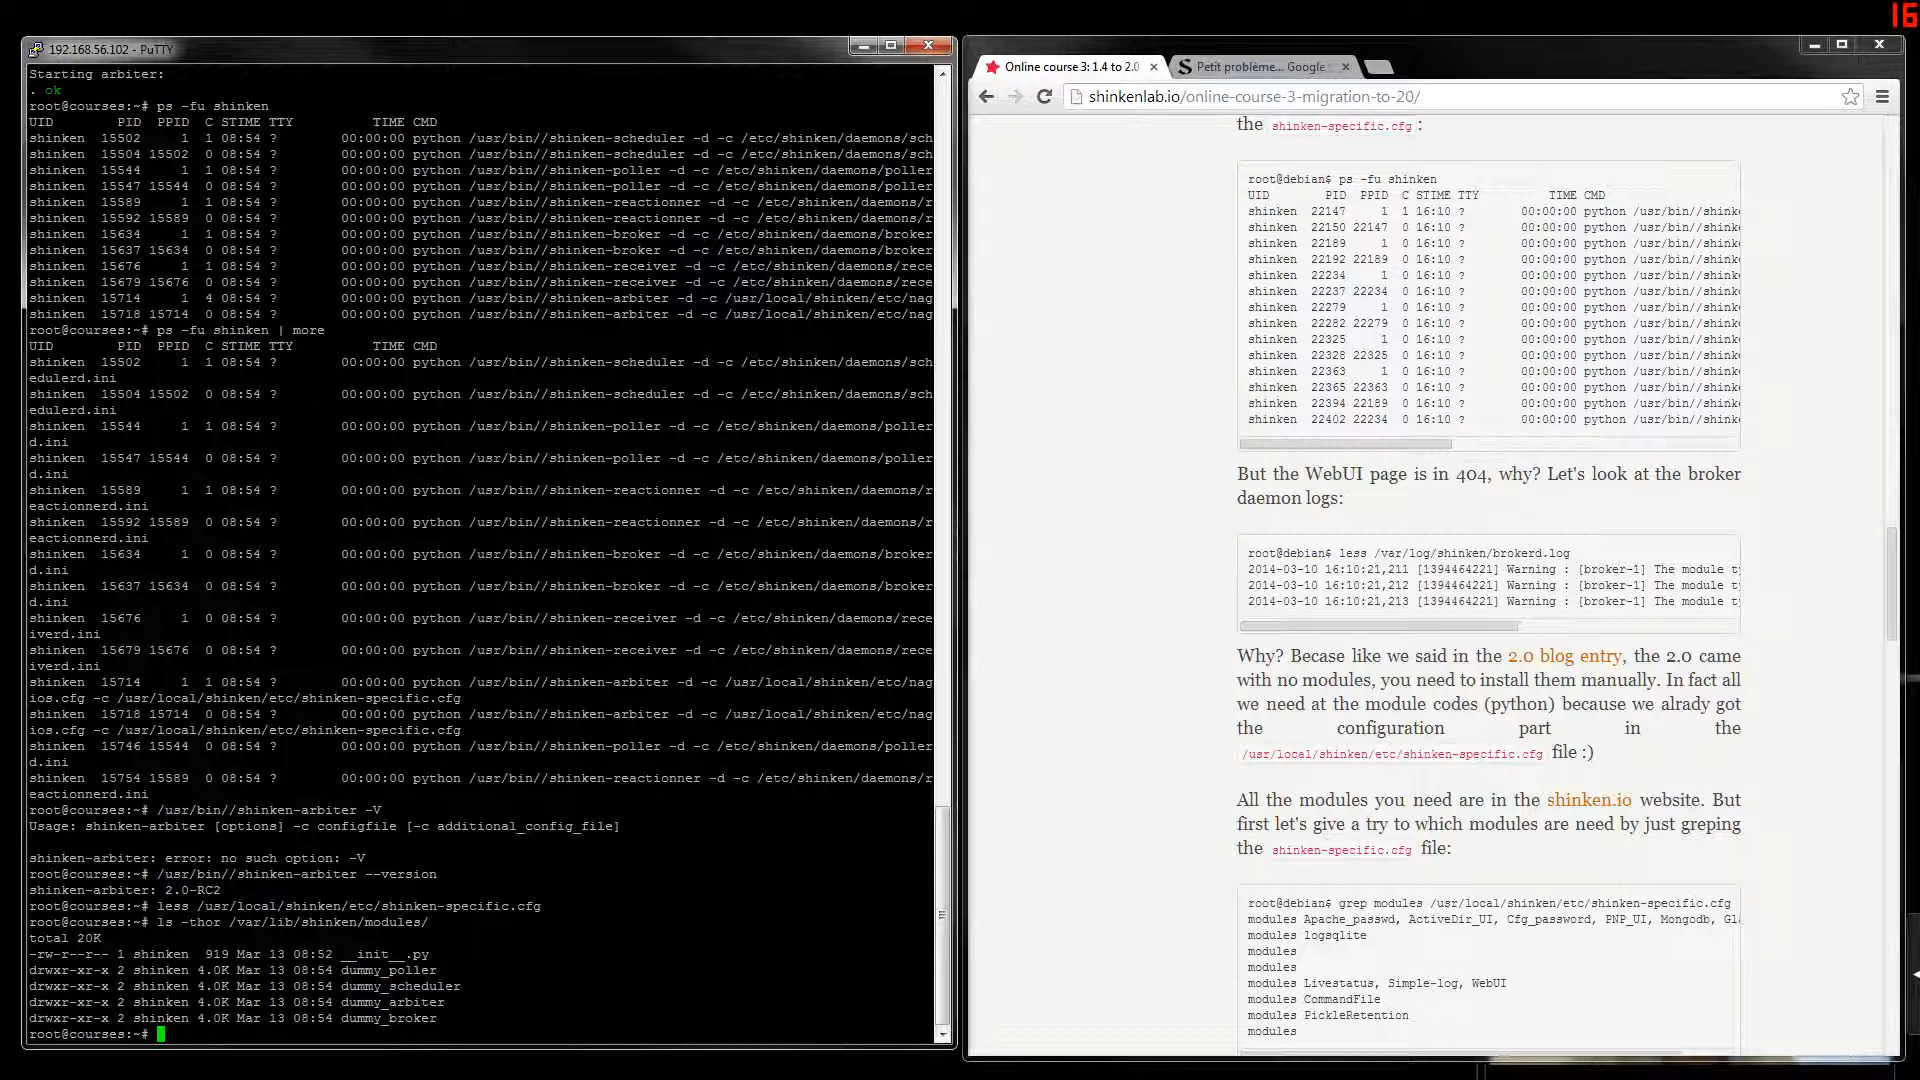 16
192.168.56.102 - PuTTY
Starting arbiter:
. ok
root@courses:~# ps -fu shinken
UID        PID  PPID  C STIME TTY          TIME CMD
shinken  15502     1  1 08:54 ?        00:00:00 python /usr/bin//shinken-scheduler -d -c /etc/shinken/daemons/sch
shinken  15504 15502  0 08:54 ?        00:00:00 python /usr/bin//shinken-scheduler -d -c /etc/shinken/daemons/sch
shinken  15544     1  1 08:54 ?        00:00:00 python /usr/bin//shinken-poller -d -c /etc/shinken/daemons/poller
shinken  15547 15544  0 08:54 ?        00:00:00 python /usr/bin//shinken-poller -d -c /etc/shinken/daemons/poller
shinken  15589     1  1 08:54 ?        00:00:00 python /usr/bin//shinken-reactionner -d -c /etc/shinken/daemons/r
shinken  15592 15589  0 08:54 ?        00:00:00 python /usr/bin//shinken-reactionner -d -c /etc/shinken/daemons/r
shinken  15634     1  1 08:54 ?        00:00:00 python /usr/bin//shinken-broker -d -c /etc/shinken/daemons/broker
shinken  15637 15634  0 08:54 ?        00:00:00 python /usr/bin//shinken-broker -d -c /etc/shinken/daemons/broker
shinken  15676     1  1 08:54 ?        00:00:00 python /usr/bin//shinken-receiver -d -c /etc/shinken/daemons/rece
shinken  15679 15676  0 08:54 ?        00:00:00 python /usr/bin//shinken-receiver -d -c /etc/shinken/daemons/rece
shinken  15714     1  4 08:54 ?        00:00:00 python /usr/bin//shinken-arbiter -d -c /usr/local/shinken/etc/nag
shinken  15718 15714  0 08:54 ?        00:00:00 python /usr/bin//shinken-arbiter -d -c /usr/local/shinken/etc/nag
root@courses:~# ps -fu shinken | more
UID        PID  PPID  C STIME TTY          TIME CMD
shinken  15502     1  1 08:54 ?        00:00:00 python /usr/bin//shinken-scheduler -d -c /etc/shinken/daemons/sch
edulerd.ini
shinken  15504 15502  0 08:54 ?        00:00:00 python /usr/bin//shinken-scheduler -d -c /etc/shinken/daemons/sch
edulerd.ini
shinken  15544     1  1 08:54 ?        00:00:00 python /usr/bin//shinken-poller -d -c /etc/shinken/daemons/poller
d.ini
shinken  15547 15544  0 08:54 ?        00:00:00 python /usr/bin//shinken-poller -d -c /etc/shinken/daemons/poller
d.ini
shinken  15589     1  1 08:54 ?        00:00:00 python /usr/bin//shinken-reactionner -d -c /etc/shinken/daemons/r
eactionnerd.ini
shinken  15592 15589  0 08:54 ?        00:00:00 python /usr/bin//shinken-reactionner -d -c /etc/shinken/daemons/r
eactionnerd.ini
shinken  15634     1  1 08:54 ?        00:00:00 python /usr/bin//shinken-broker -d -c /etc/shinken/daemons/broker
d.ini
shinken  15637 15634  0 08:54 ?        00:00:00 python /usr/bin//shinken-broker -d -c /etc/shinken/daemons/broker
d.ini
shinken  15676     1  0 08:54 ?        00:00:00 python /usr/bin//shinken-receiver -d -c /etc/shinken/daemons/rece
iverd.ini
shinken  15679 15676  0 08:54 ?        00:00:00 python /usr/bin//shinken-receiver -d -c /etc/shinken/daemons/rece
iverd.ini
shinken  15714     1  1 08:54 ?        00:00:00 python /usr/bin//shinken-arbiter -d -c /usr/local/shinken/etc/nag
ios.cfg -c /usr/local/shinken/etc/shinken-specific.cfg
shinken  15718 15714  0 08:54 ?        00:00:00 python /usr/bin//shinken-arbiter -d -c /usr/local/shinken/etc/nag
ios.cfg -c /usr/local/shinken/etc/shinken-specific.cfg
shinken  15746 15544  0 08:54 ?        00:00:00 python /usr/bin//shinken-poller -d -c /etc/shinken/daemons/poller
d.ini
shinken  15754 15589  0 08:54 ?        00:00:00 python /usr/bin//shinken-reactionner -d -c /etc/shinken/daemons/r
eactionnerd.ini
root@courses:~# /usr/bin//shinken-arbiter -V
Usage: shinken-arbiter [options] -c configfile [-c additional_config_file]
shinken-arbiter: error: no such option: -V
root@courses:~# /usr/bin//shinken-arbiter --version
shinken-arbiter: 2.0-RC2
root@courses:~# less /usr/local/shinken/etc/shinken-specific.cfg
root@courses:~# ls -thor /var/lib/shinken/modules/
total 20K
-rw-r--r-- 1 shinken  919 Mar 13 08:52 __init__.py
drwxr-xr-x 2 shinken 4.0K Mar 13 08:54 dummy_poller
drwxr-xr-x 2 shinken 4.0K Mar 13 08:54 dummy_scheduler
drwxr-xr-x 2 shinken 4.0K Mar 13 08:54 dummy_arbiter
drwxr-xr-x 2 shinken 4.0K Mar 13 08:54 dummy_broker
root@courses:~#
Online course 3: 1.4 to 2.0
Petit problème... Google
shinkenlab.io/online-course-3-migration-to-20/
the shinken-specific.cfg :
root@debian$ ps -fu shinken
UID        PID  PPID  C STIME TTY          TIME CMD
shinken  22147     1  1 16:10 ?        00:00:00 python /usr/bin//shink
shinken  22150 22147  0 16:10 ?        00:00:00 python /usr/bin//shink
shinken  22189     1  0 16:10 ?        00:00:00 python /usr/bin//shink
shinken  22192 22189  0 16:10 ?        00:00:00 python /usr/bin//shink
shinken  22234     1  0 16:10 ?        00:00:00 python /usr/bin//shink
shinken  22237 22234  0 16:10 ?        00:00:00 python /usr/bin//shink
shinken  22279     1  0 16:10 ?        00:00:00 python /usr/bin//shink
shinken  22282 22279  0 16:10 ?        00:00:00 python /usr/bin//shink
shinken  22325     1  0 16:10 ?        00:00:00 python /usr/bin//shink
shinken  22328 22325  0 16:10 ?        00:00:00 python /usr/bin//shink
shinken  22363     1  0 16:10 ?        00:00:00 python /usr/bin//shink
shinken  22365 22363  0 16:10 ?        00:00:00 python /usr/bin//shink
shinken  22394 22189  0 16:10 ?        00:00:00 python /usr/bin//shink
shinken  22402 22234  0 16:10 ?        00:00:00 python /usr/bin//shink
But the WebUI page is in 404, why? Let's look at the broker
daemon logs:
root@debian$ less /var/log/shinken/brokerd.log
2014-03-10 16:10:21,211 [1394464221] Warning : [broker-1] The module ty
2014-03-10 16:10:21,212 [1394464221] Warning : [broker-1] The module ty
2014-03-10 16:10:21,213 [1394464221] Warning : [broker-1] The module ty
Why? Becase like we said in the 2.0 blog entry, the 2.0 came
with no modules, you need to install them manually. In fact all
we need at the module codes (python) because we alrady got
the configuration part in the
/usr/local/shinken/etc/shinken-specific.cfg file :)
All the modules you need are in the shinken.io website. But
first let's give a try to which modules are need by just greping
the shinken-specific.cfg file:
root@debian$ grep modules /usr/local/shinken/etc/shinken-specific.cfg
modules Apache_passwd, ActiveDir_UI, Cfg_password, PNP_UI, Mongodb, Gl
modules logsqlite
modules
modules
modules Livestatus, Simple-log, WebUI
modules CommandFile
modules PickleRetention
modules